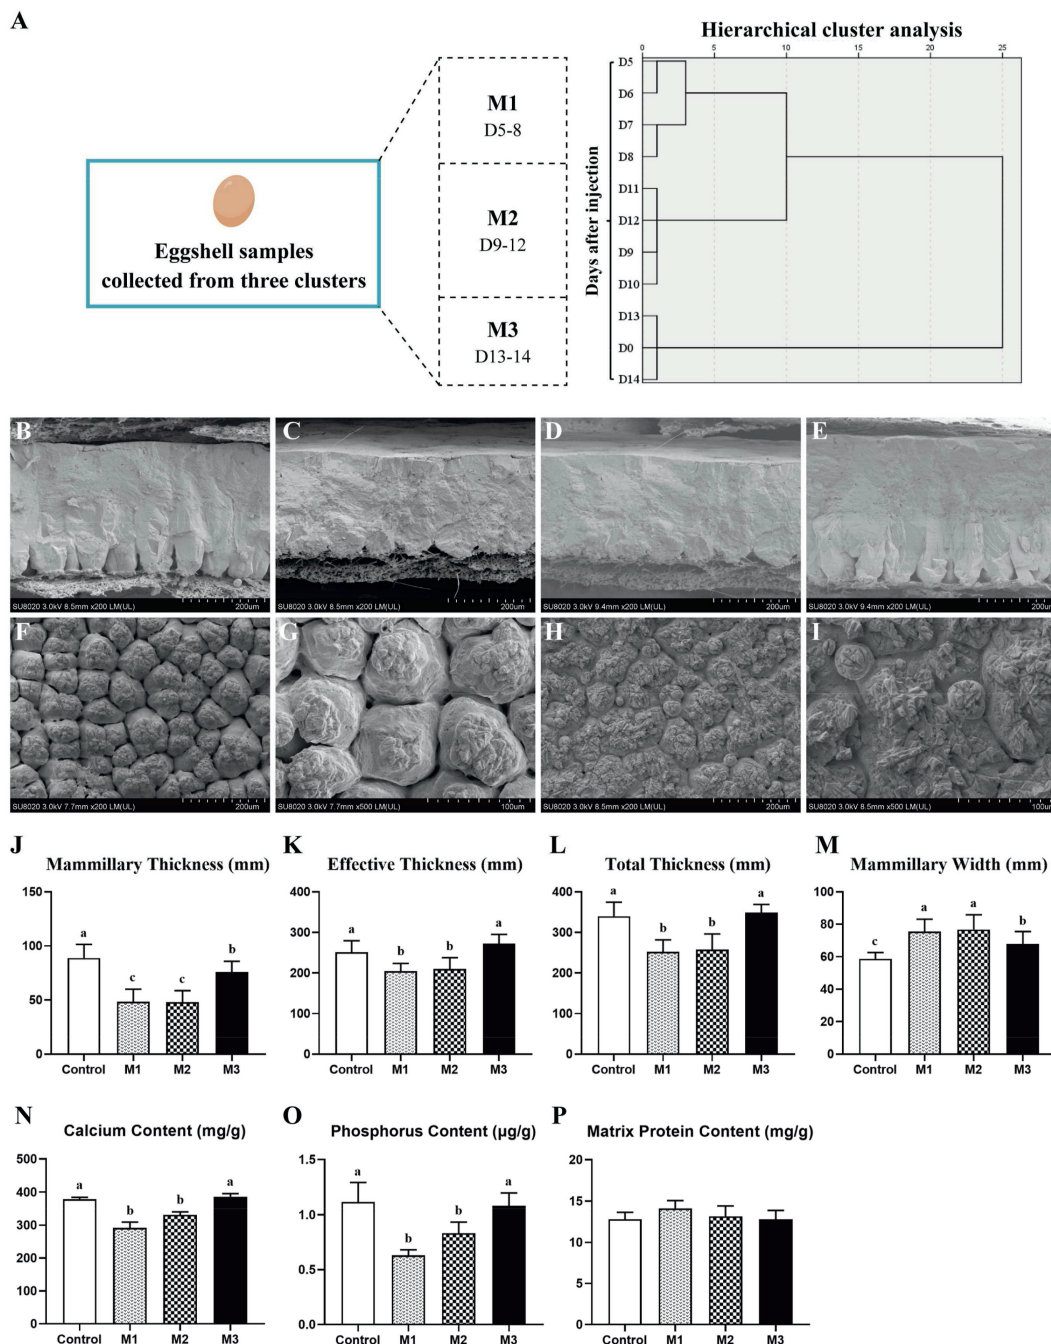 A
Hierarchical cluster analysis
0 5 10 15 20 25
M1
D5-8
M2
D9-12
M3
D13-14
Eggshell samples
collected from three clusters
Days after injection
D5
D6
D7
D8
D11
D12
D9
D10
D13
D0
D14
B
SU8020 3.0kV 8.5mm x200 LM(UL) 200um
C
SU8020 3.0kV 8.5mm x200 LM(UL) 200um
D
SU8020 3.0kV 9.4mm x200 LM(UL) 200um
E
SU8020 3.0kV 9.4mm x200 LM(UL) 200um
F
SU8020 3.0kV 7.7mm x200 LM(UL) 200um
G
SU8020 3.0kV 7.7mm x500 LM(UL) 100um
H
SU8020 3.0kV 8.5mm x200 LM(UL) 200um
I
SU8020 3.0kV 8.5mm x500 LM(UL) 100um
J
Mammillary Thickness (mm)
150
100
50
0
a
c
c
b
Control M1 M2 M3
K
Effective Thickness (mm)
400
300
200
100
0
a
b
b
a
Control M1 M2 M3
L
Total Thickness (mm)
400
300
200
100
0
a
b
b
a
Control M1 M2 M3
M
Mammillary Width (mm)
100
80
60
40
20
0
c
a
a
b
Control M1 M2 M3
N
Calcium Content (mg/g)
500
400
300
200
100
0
a
b
b
a
Control M1 M2 M3
O
Phosphorus Content (µg/g)
1.5
1.0
0.5
0.0
a
b
b
a
Control M1 M2 M3
P
Matrix Protein Content (mg/g)
20
15
10
5
0
Control M1 M2 M3